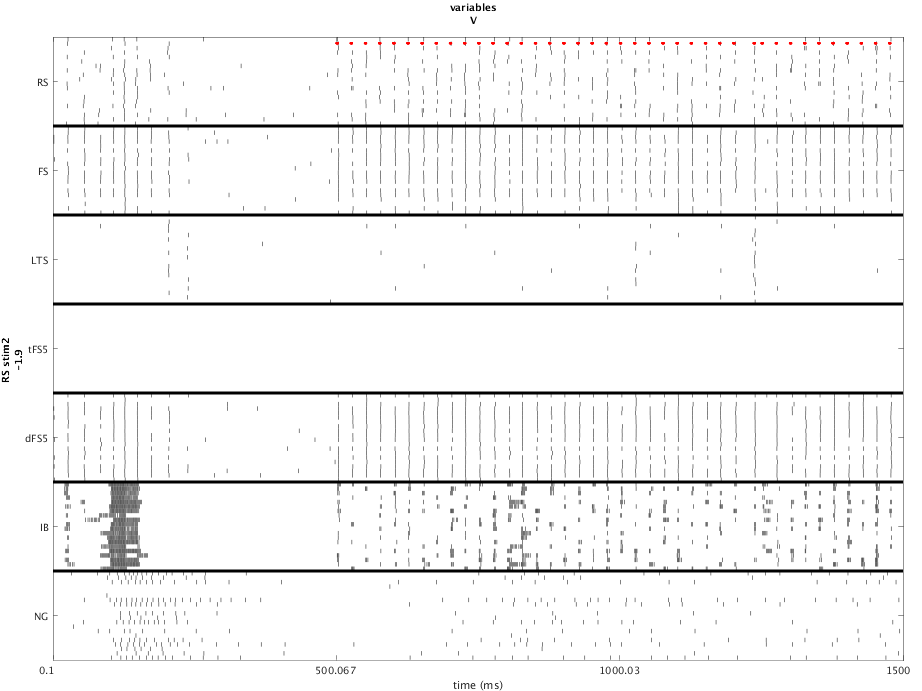 variables
V
RS
FS
LTS
tFS5
dFS5
IB
NG
RS stim2
-1.9
0.1
500.067
1000.03
1500
time (ms)